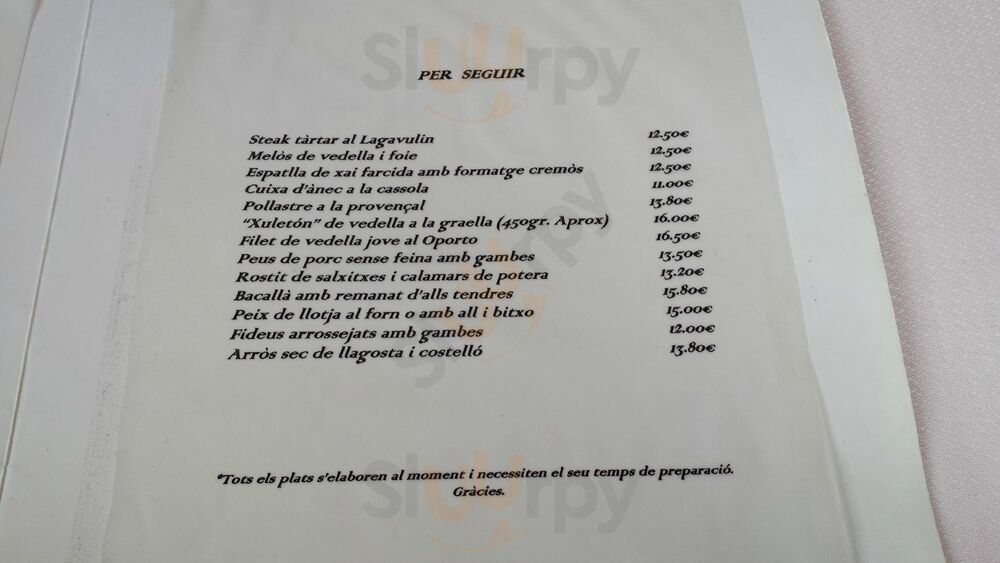 Sluurpy
PER SEGUIR
Steak tàrtar al Lagavulin 12.50€
Melòs de vedella i foie 12.50€
Espatlla de xai farcida amb formatge cremòs 12.50€
Cuixa d'ànec a la cassola 11.00€
Pollastre a la provençal 13.80€
"Xuletón" de vedella a la graella (450gr. Aprox) 16.00€
Filet de vedella jove al Oporto 16.50€
Peus de porc sense feina amb gambes 13.50€
Rostit de salxitxes i calamars de potera 13.20€
Bacallà amb remanat d'alls tendres 15.80€
Peix de llotja al forn o amb all i bitxo 15.00€
Fideus arrossejats amb gambes 12.00€
Arròs sec de llagosta i costelló 13.80€
*Tots els plats s'elaboren al moment i necessiten el seu temps de preparació.
Gràcies.
Sluurpy